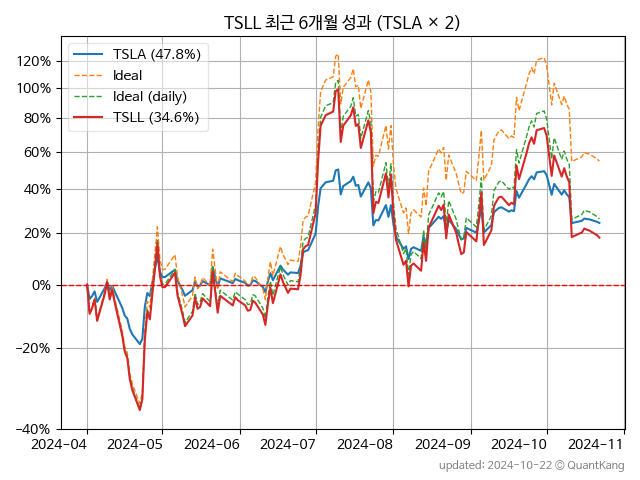 TSLL 최근 6개월 성과 (TSLA × 2)
TSLA (47.8%)
Ideal
Ideal (daily)
TSLL (34.6%)
120%
100%
80%
60%
40%
20%
0%
−20%
−40%
2024-04 2024-05 2024-06 2024-07 2024-08 2024-09 2024-10 2024-11
updated: 2024-10-22 © QuantKang